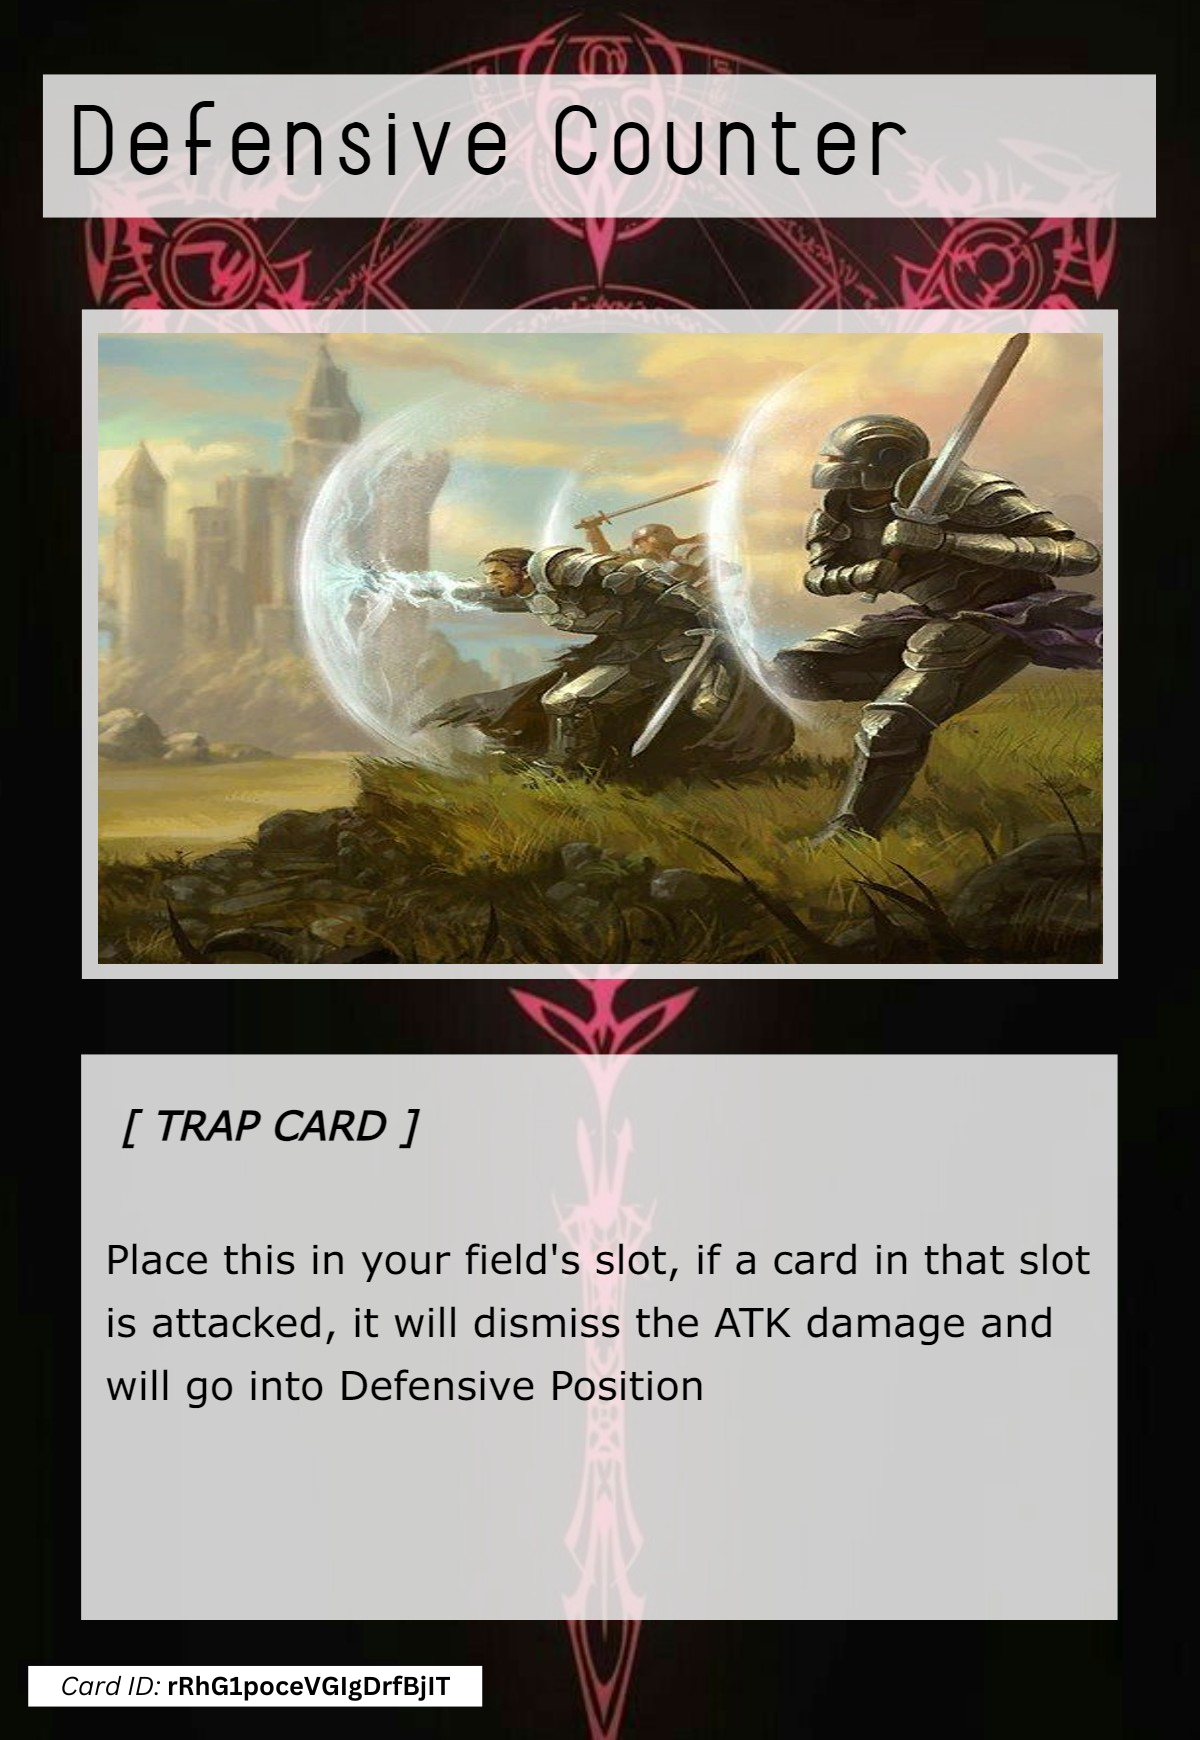 Defensive Counter
[ TRAP CARD ]
Place this in your field's slot, if a card in that slot
is attacked, it will dismiss the ATK damage and
will go into Defensive Position
Card ID: rRhG1poceVGIgDrfBjIT